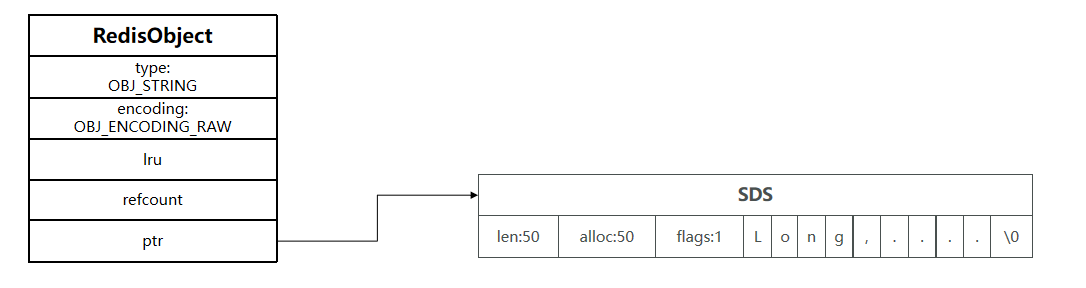 RedisObject
type:
OBJ_STRING
encoding:
OBJ_ENCODING_RAW
lru
refcount
ptr
SDS
len:50 alloc:50 flags:1 L o n g , . . . . \0